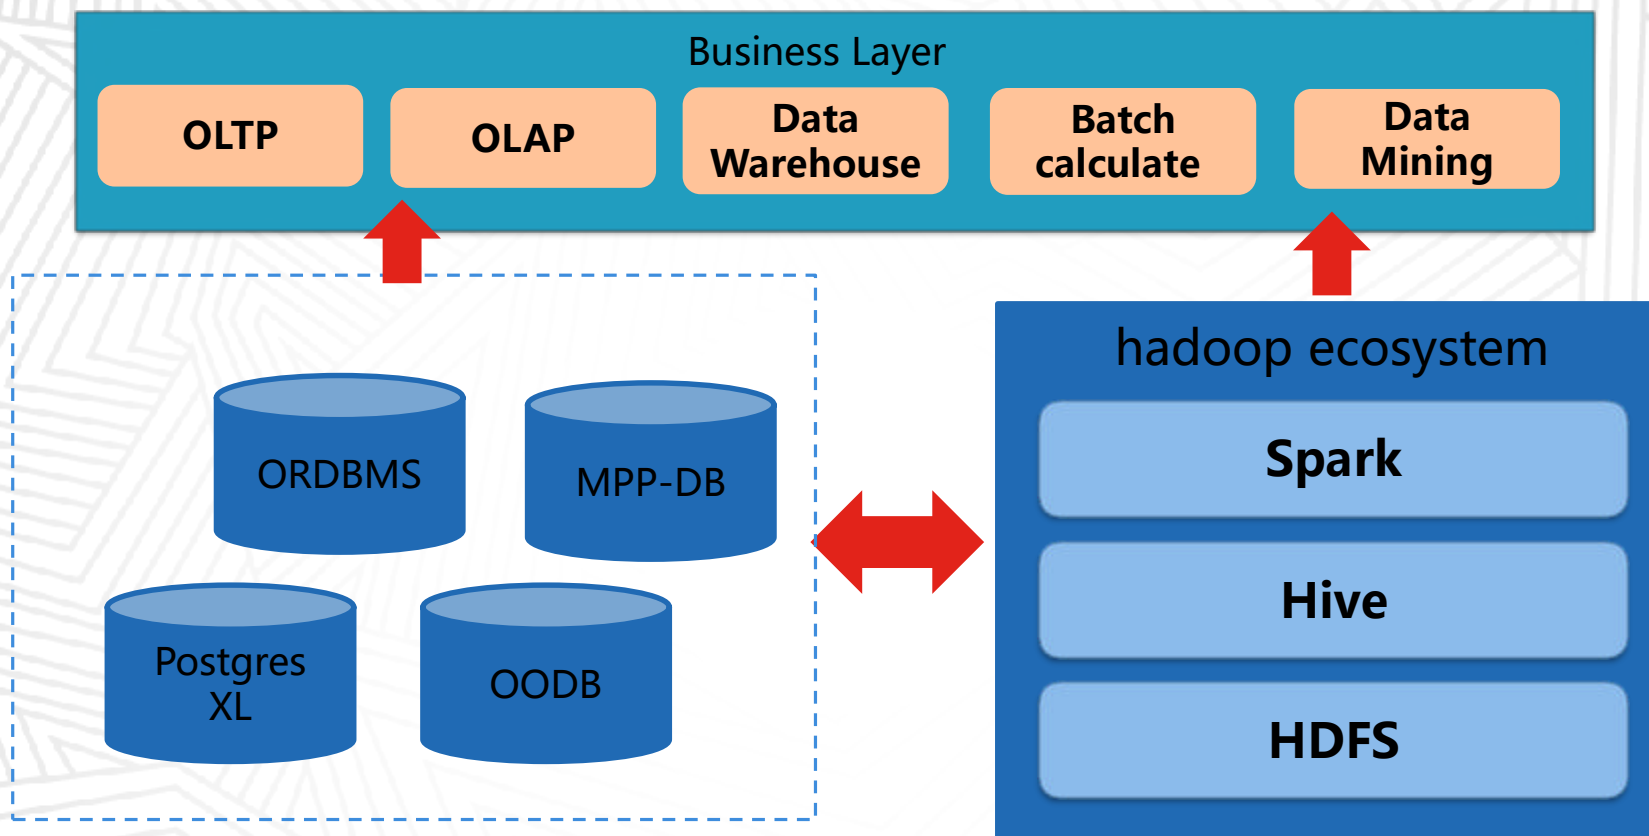 Business Layer
OLTP
OLAP
Data
Warehouse
Batch
calculate
Data
Mining
hadoop ecosystem
Spark
Hive
HDFS
ORDBMS
MPP-DB
Postgres
XL
OODB